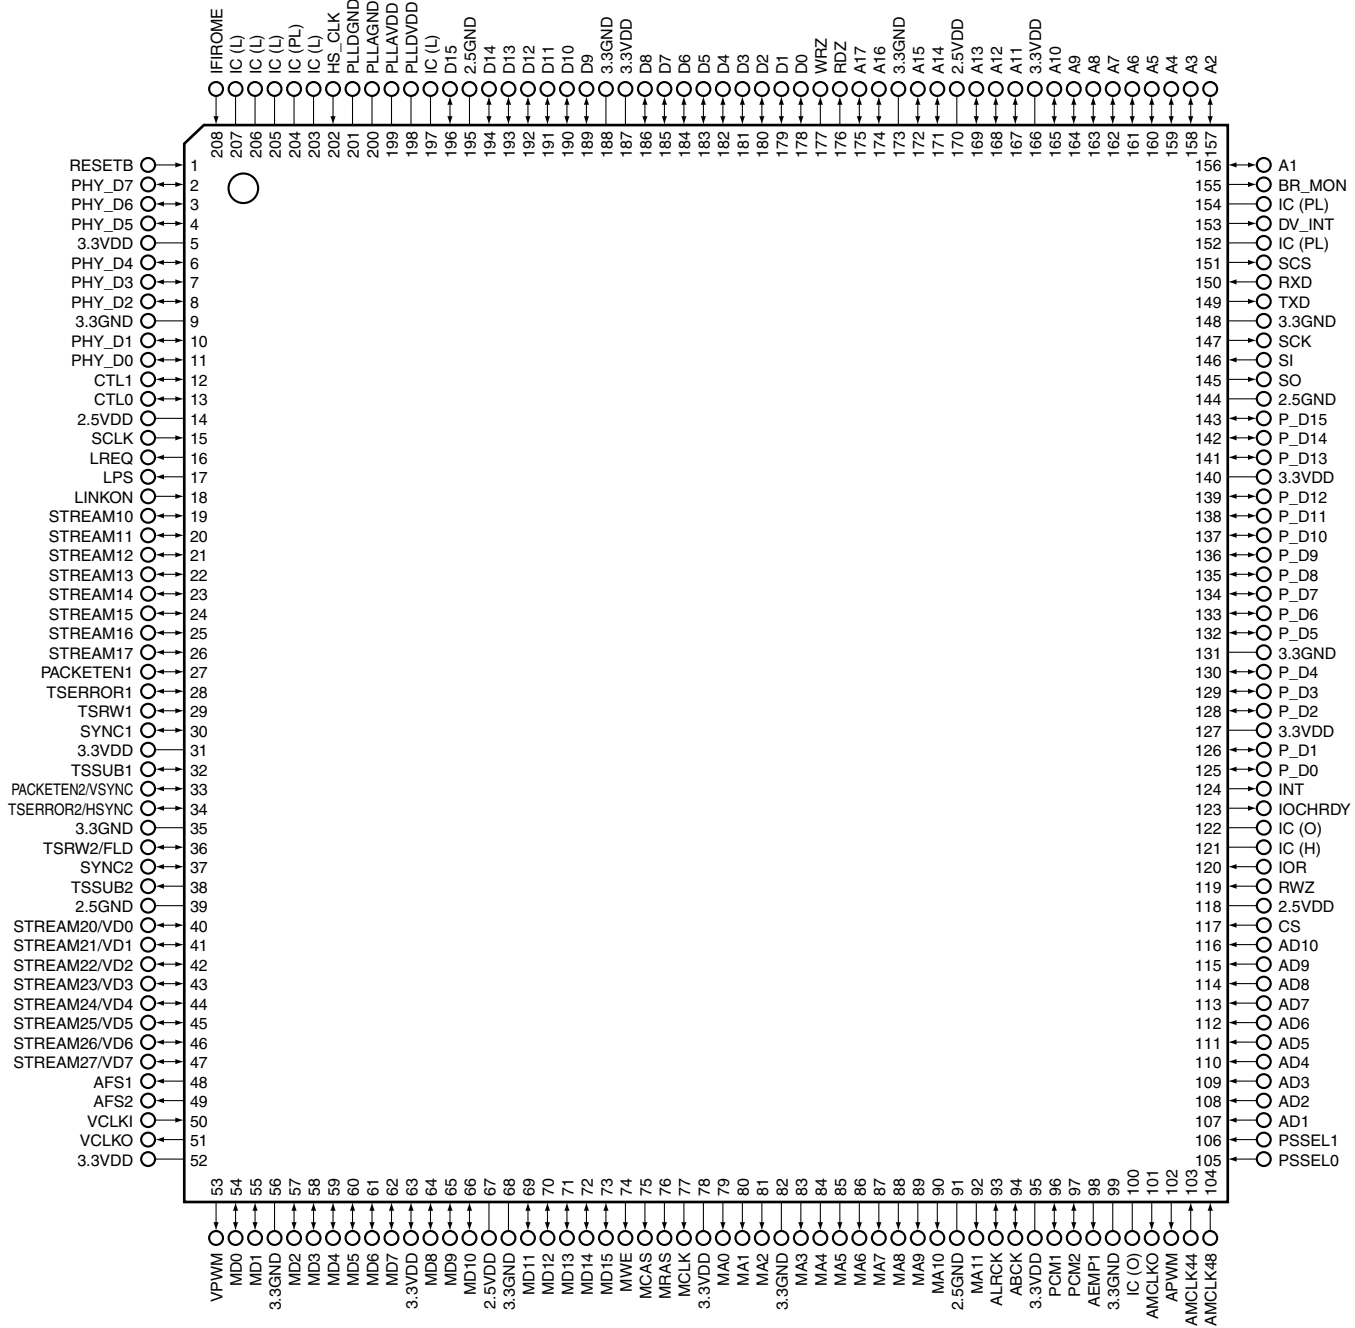 208 IFIROME
207 IC (L)
206 IC (L)
205 IC (L)
204 IC (PL)
203 IC (L)
202 HS_CLK
201 PLLDGND
200 PLLAGND
199 PLLAVDD
198 PLLDVDD
197 IC (L)
196 D15
195 2.5GND
194 D14
193 D13
192 D12
191 D11
190 D10
189 D9
188 3.3GND
187 3.3VDD
186 D8
185 D7
184 D6
183 D5
182 D4
181 D3
180 D2
179 D1
178 D0
177 WRZ
176 RDZ
175 A17
174 A16
173 3.3GND
172 A15
171 A14
170 2.5VDD
169 A13
168 A12
167 A11
166 3.3VDD
165 A10
164 A9
163 A8
162 A7
161 A6
160 A5
159 A4
158 A3
157 A2
RESETB 1
PHY_D7 2
PHY_D6 3
PHY_D5 4
3.3VDD 5
PHY_D4 6
PHY_D3 7
PHY_D2 8
3.3GND 9
PHY_D1 10
PHY_D0 11
CTL1 12
CTL0 13
2.5VDD 14
SCLK 15
LREQ 16
LPS 17
LINKON 18
STREAM10 19
STREAM11 20
STREAM12 21
STREAM13 22
STREAM14 23
STREAM15 24
STREAM16 25
STREAM17 26
PACKETEN1 27
TSERROR1 28
TSRW1 29
SYNC1 30
3.3VDD 31
TSSUB1 32
PACKETEN2/VSYNC 33
TSERROR2/HSYNC 34
3.3GND 35
TSRW2/FLD 36
SYNC2 37
TSSUB2 38
2.5GND 39
STREAM20/VD0 40
STREAM21/VD1 41
STREAM22/VD2 42
STREAM23/VD3 43
STREAM24/VD4 44
STREAM25/VD5 45
STREAM26/VD6 46
STREAM27/VD7 47
AFS1 48
AFS2 49
VCLKI 50
VCLKO 51
3.3VDD 52
156 A1
155 BR_MON
154 IC (PL)
153 DV_INT
152 IC (PL)
151 SCS
150 RXD
149 TXD
148 3.3GND
147 SCK
146 SI
145 SO
144 2.5GND
143 P_D15
142 P_D14
141 P_D13
140 3.3VDD
139 P_D12
138 P_D11
137 P_D10
136 P_D9
135 P_D8
134 P_D7
133 P_D6
132 P_D5
131 3.3GND
130 P_D4
129 P_D3
128 P_D2
127 3.3VDD
126 P_D1
125 P_D0
124 INT
123 IOCHRDY
122 IC (O)
121 IC (H)
120 IOR
119 RWZ
118 2.5VDD
117 CS
116 AD10
115 AD9
114 AD8
113 AD7
112 AD6
111 AD5
110 AD4
109 AD3
108 AD2
107 AD1
106 PSSEL1
105 PSSEL0
53 VPWM
54 MD0
55 MD1
56 3.3GND
57 MD2
58 MD3
59 MD4
60 MD5
61 MD6
62 MD7
63 3.3VDD
64 MD8
65 MD9
66 MD10
67 2.5VDD
68 3.3GND
69 MD11
70 MD12
71 MD13
72 MD14
73 MD15
74 MWE
75 MCAS
76 MRAS
77 MCLK
78 3.3VDD
79 MA0
80 MA1
81 MA2
82 3.3GND
83 MA3
84 MA4
85 MA5
86 MA6
87 MA7
88 MA8
89 MA9
90 MA10
91 2.5GND
92 MA11
93 ALRCK
94 ABCK
95 3.3VDD
96 PCM1
97 PCM2
98 AEMP1
99 3.3GND
100 IC (O)
101 AMCLKO
102 APWM
103 AMCLK44
104 AMCLK48